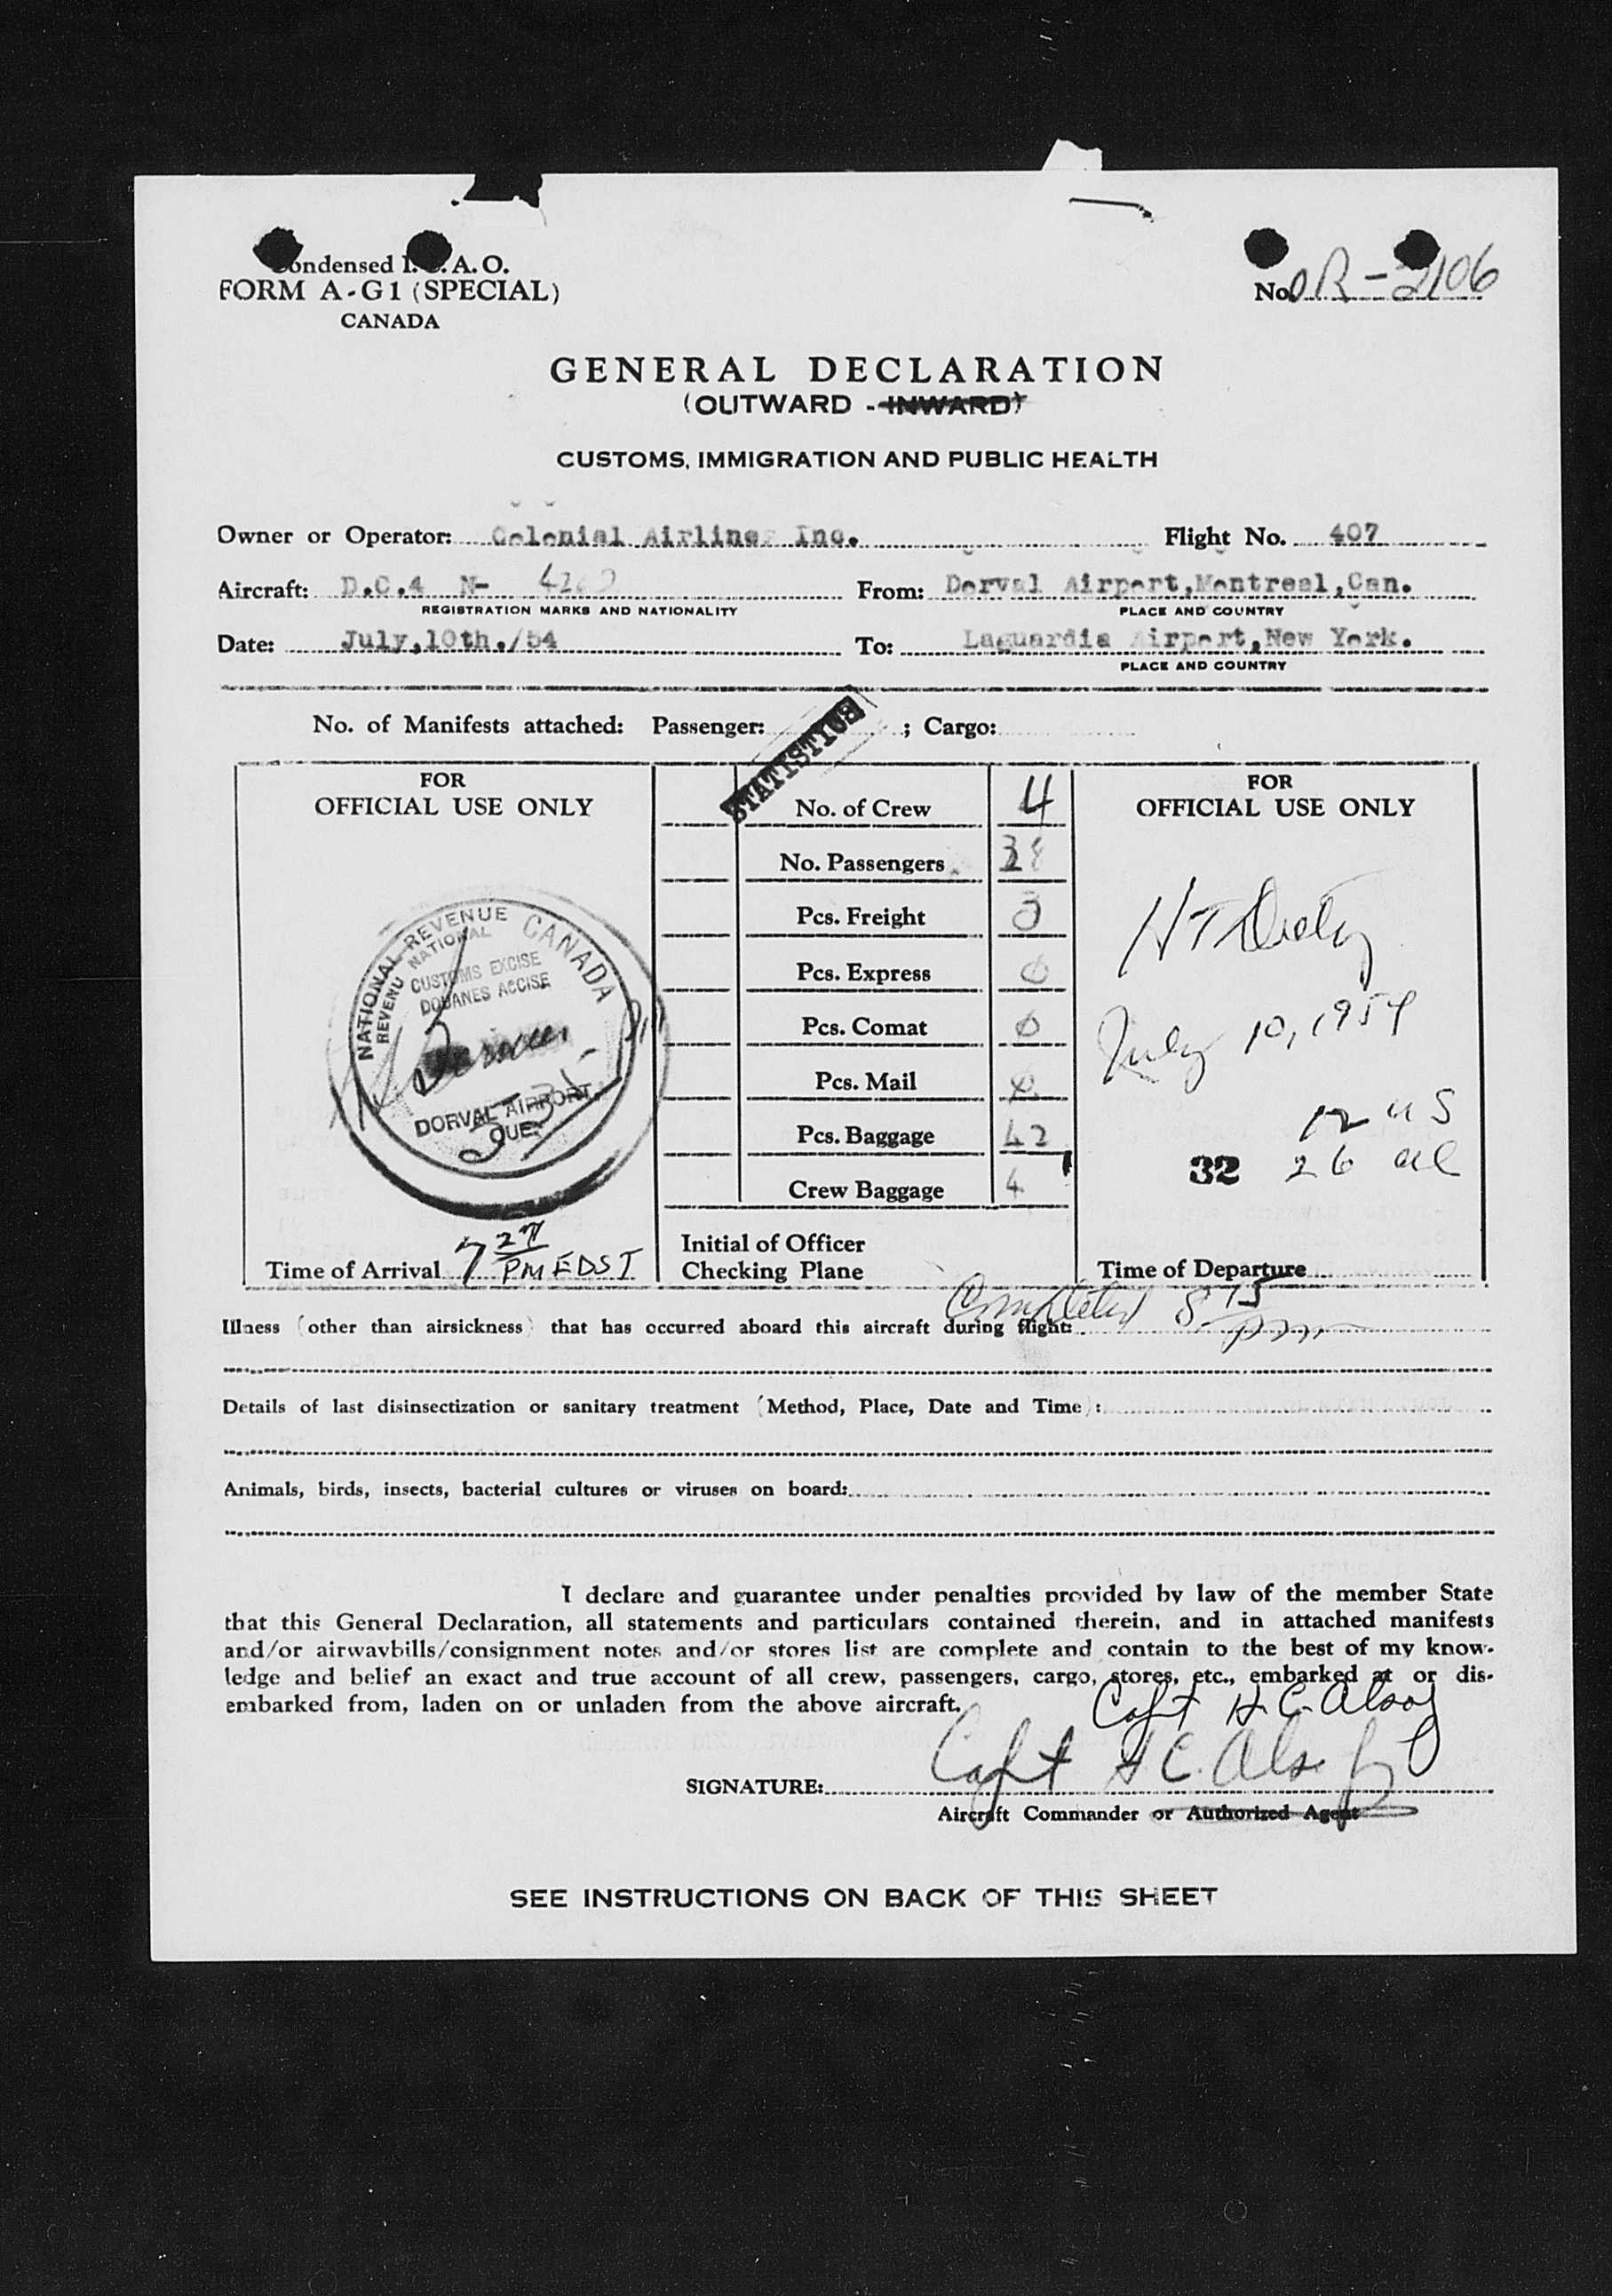 Condensed I.C.A.O.
FORM A-G1 (SPECIAL)
CANADA
No. OR-2106
GENERAL DECLARATION
(OUTWARD - INWARD)
CUSTOMS, IMMIGRATION AND PUBLIC HEALTH
Owner or Operator: Colonial Airlines Inc. Flight No. 407
Aircraft: D.C.4 N- From: Dorval Airport,Montreal,Can.
REGISTRATION MARKS AND NATIONALITY PLACE AND COUNTRY
Date: July,10th./54 To: Laguardia Airport,New York.
PLACE AND COUNTRY
No. of Manifests attached: Passenger: ; Cargo:
STATISTICS
FOR
OFFICIAL USE ONLY
NATIONAL REVENUE CANADA
REVENU NATIONAL
CUSTOMS EXCISE
DOUANES ACCISE
DORVAL AIRPORT
QUE.
Time of Arrival 7 27 PM EDST
No. of Crew 4
No. Passengers 38
Pcs. Freight 3
Pcs. Express 0
Pcs. Comat 0
Pcs. Mail
Pcs. Baggage 42
Crew Baggage 4
Initial of Officer
Checking Plane
FOR
OFFICIAL USE ONLY
July 10, 1954
12 US
32 26 al
Time of Departure
Completed 8.15 pm
Illness (other than airsickness) that has occurred aboard this aircraft during flight:
Details of last disinsectization or sanitary treatment (Method, Place, Date and Time):
Animals, birds, insects, bacterial cultures or viruses on board:
I declare and guarantee under penalties provided by law of the member State
that this General Declaration, all statements and particulars contained therein, and in attached manifests
and/or airwaybills/consignment notes and/or stores list are complete and contain to the best of my know-
ledge and belief an exact and true account of all crew, passengers, cargo, stores, etc., embarked at or dis-
embarked from, laden on or unladen from the above aircraft.
Capt H.C.
SIGNATURE: Capt H C
Aircraft Commander or Authorized Agent
SEE INSTRUCTIONS ON BACK OF THIS SHEET